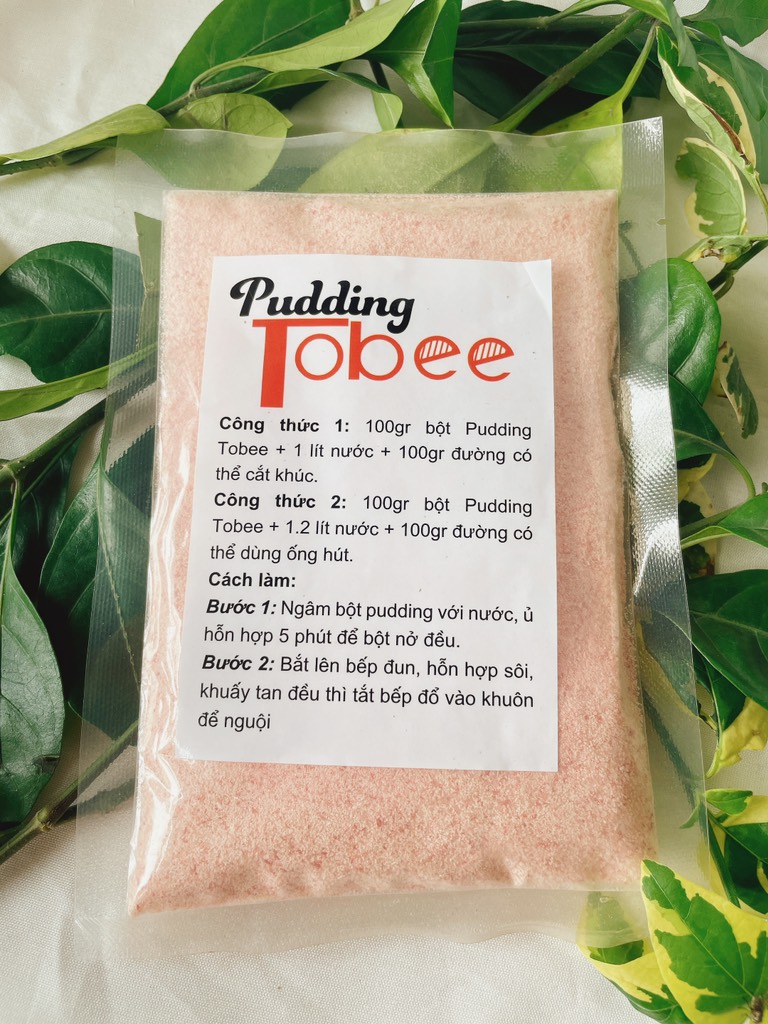 Pudding
Tobee
Công thức 1: 100gr bột Pudding
Tobee + 1 lít nước + 100gr đường có
thể cắt khúc.
Công thức 2: 100gr bột Pudding
Tobee + 1.2 lít nước + 100gr đường có
thể dùng ống hút.
Cách làm:
Bước 1: Ngâm bột pudding với nước, ủ
hỗn hợp 5 phút để bột nở đều.
Bước 2: Bắt lên bếp đun, hỗn hợp sôi,
khuấy tan đều thì tắt bếp đổ vào khuôn
để nguội